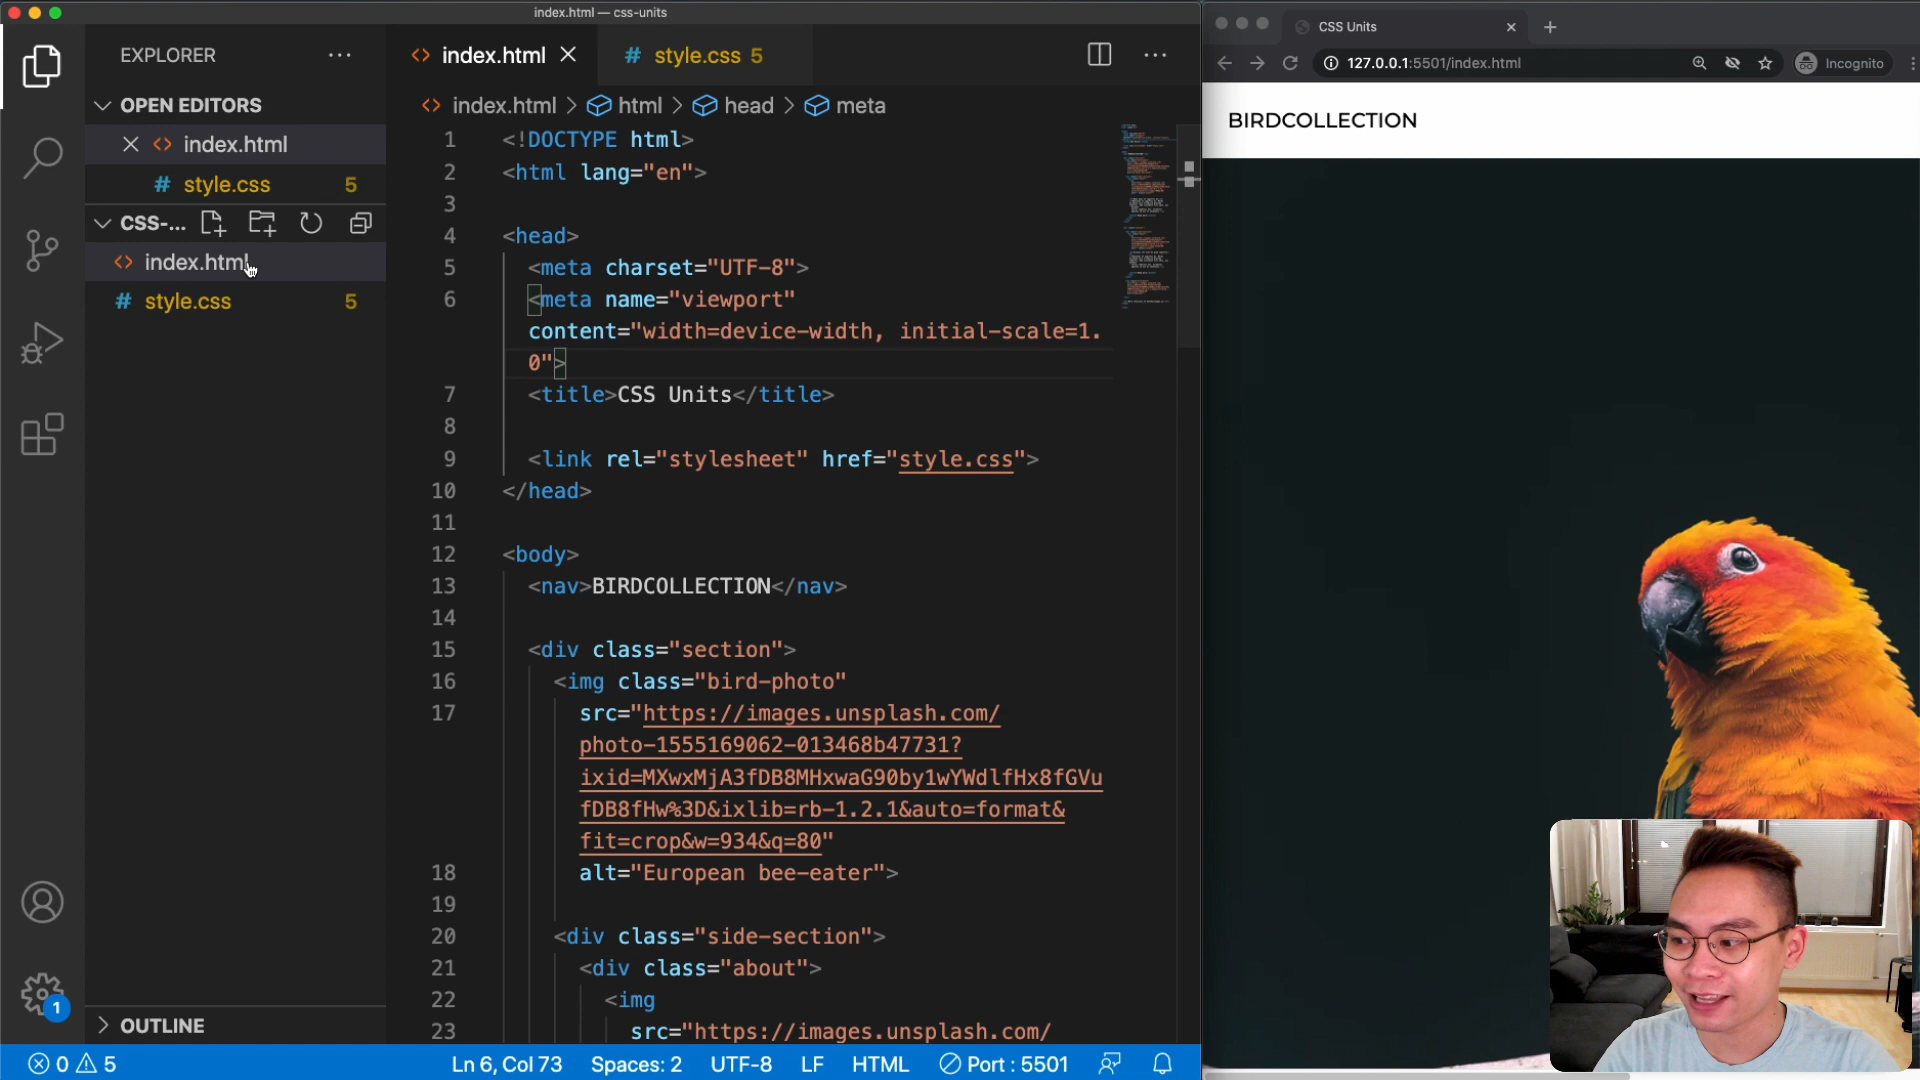 index.html — css-units
EXPLORER
OPEN EDITORS
index.html
style.css 5
CSS-...
index.html
style.css 5
OUTLINE
1
index.html
style.css 5
index.html > html > head > meta
1 <!DOCTYPE html>
2 <html lang="en">
3
4 <head>
5 <meta charset="UTF-8">
6 <meta name="viewport"
content="width=device-width, initial-scale=1.
0">
7 <title>CSS Units</title>
8
9 <link rel="stylesheet" href="style.css">
10 </head>
11
12 <body>
13 <nav>BIRDCOLLECTION</nav>
14
15 <div class="section">
16 <img class="bird-photo"
17 src="https://images.unsplash.com/
photo-1555169062-013468b47731?
ixid=MXwxMjA3fDB8MHxwaG90by1wYWdlfHx8fGVu
fDB8fHw%3D&ixlib=rb-1.2.1&auto=format&
fit=crop&w=934&q=80"
18 alt="European bee-eater">
19
20 <div class="side-section">
21 <div class="about">
22 <img
23 src="https://images.unsplash.com/
0 5 Ln 6, Col 73 Spaces: 2 UTF-8 LF HTML Port : 5501
CSS Units
127.0.0.1:5501/index.html Incognito
BIRDCOLLECTION